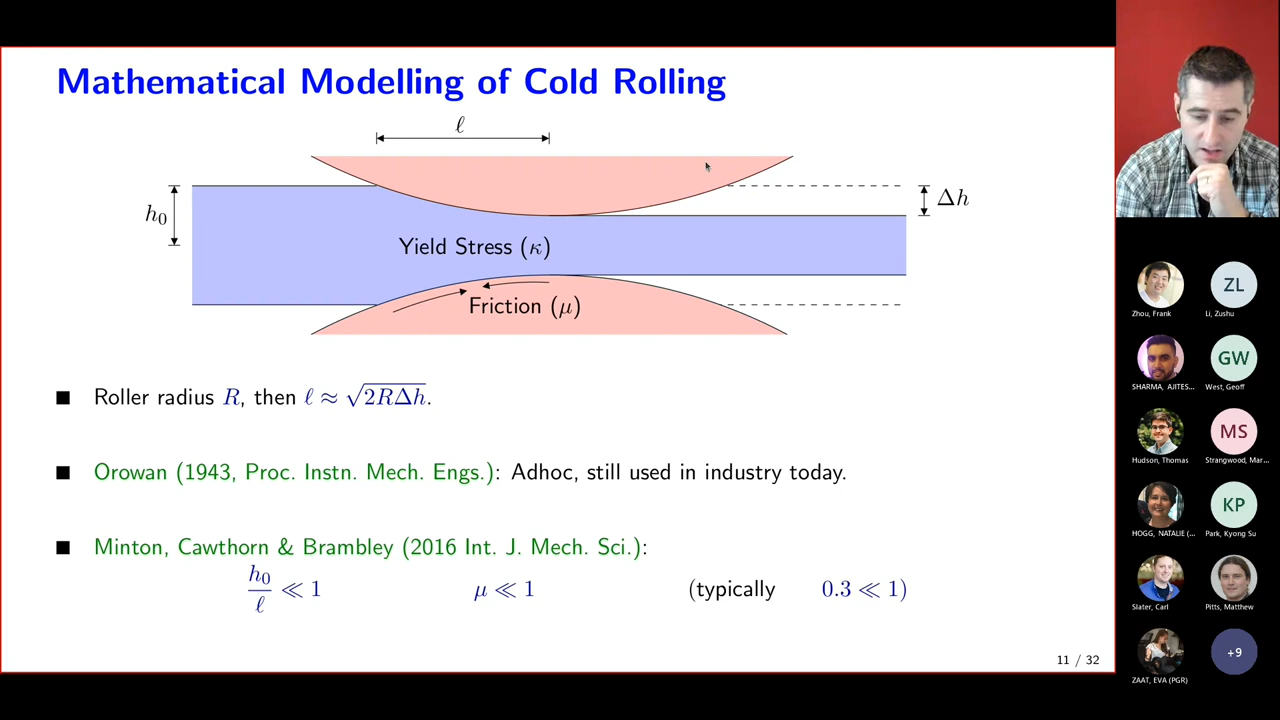 Mathematical Modelling of Cold Rolling
ℓ
h₀
Δh
Yield Stress (κ)
Friction (μ)
Roller radius R, then ℓ ≈ √2RΔh.
Orowan (1943, Proc. Instn. Mech. Engs.): Adhoc, still used in industry today.
Minton, Cawthorn & Brambley (2016 Int. J. Mech. Sci.):
h₀/ℓ ≪ 1 μ ≪ 1 (typically 0.3 ≪ 1)
11 / 32
ZL
Zhou, Frank
Li, Zushu
GW
SHARMA, AJITES...
West, Geoff
MS
Hudson, Thomas
Strangwood, Mar...
KP
HOGG, NATALIE (...
Park, Kyong Su
Slater, Carl
Pitts, Matthew
+9
ZAAT, EVA (PGR)